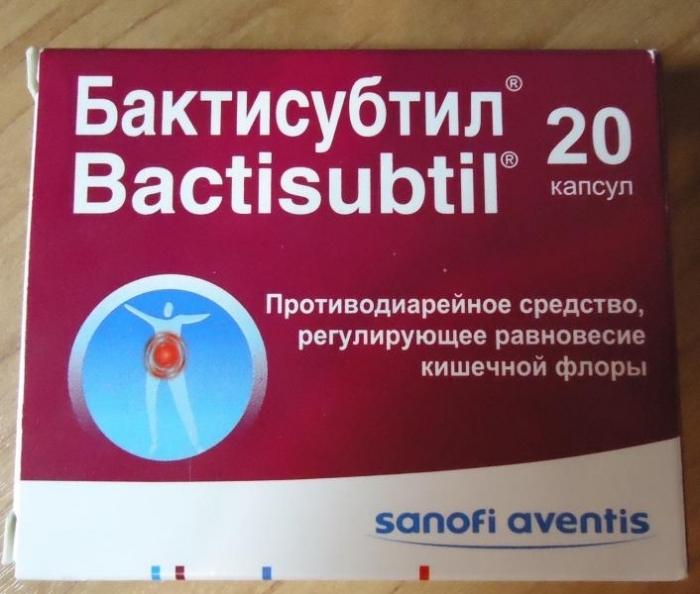 Бактисубтил®
Bactisubtil®
20
капсул
Противодиарейное средство,
регулирующее равновесие
кишечной флоры
sanofi aventis